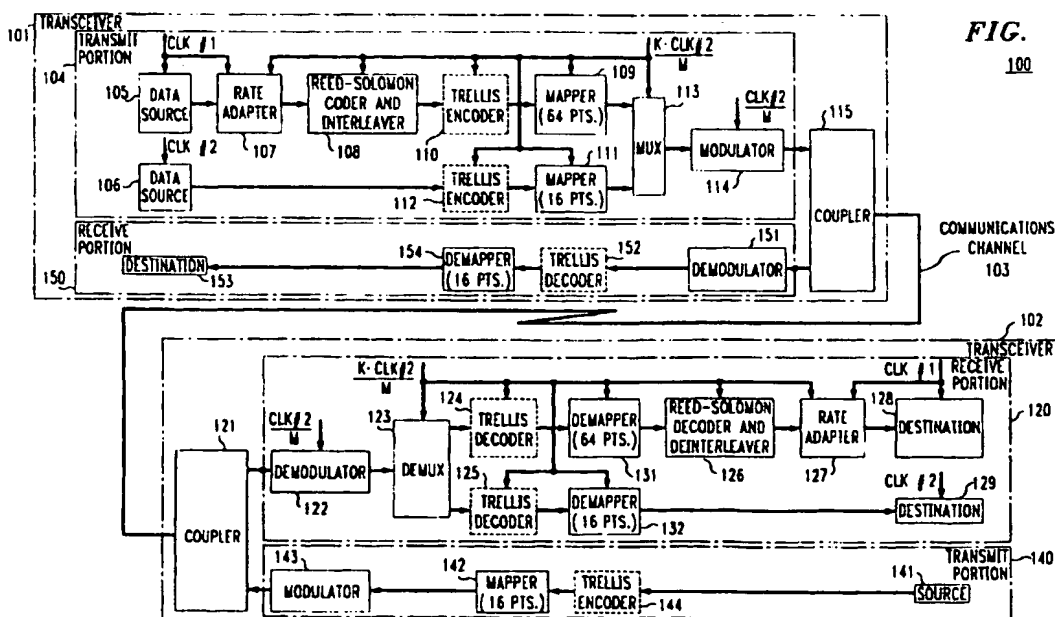 FIG.
100
101
TRANSCEIVER
104
TRANSMIT
PORTION
CLK #1
K·CLK#2
M
105
DATA
SOURCE
RATE
ADAPTER
107
REED-SOLOMON
CODER AND
INTERLEAVER
108
TRELLIS
ENCODER
110
109
MAPPER
(64 PTS.)
113
MUX
CLK#2
M
MODULATOR
114
115
COUPLER
CLK #2
106
DATA
SOURCE
TRELLIS
ENCODER
112
111
MAPPER
(16 PTS.)
RECEIVE
PORTION
150
DESTINATION
153
154
DEMAPPER
(16 PTS.)
152
TRELLIS
DECODER
151
DEMODULATOR
COMMUNICATIONS
CHANNEL
103
102
TRANSCEIVER
RECEIVE
PORTION
120
K·CLK#2
M
CLK #1
121
COUPLER
CLK#2
M
DEMODULATOR
122
123
DEMUX
124
TRELLIS
DECODER
DEMAPPER
(64 PTS.)
131
REED-SOLOMON
DECODER AND
DEINTERLEAVER
126
RATE
ADAPTER
127
128
DESTINATION
125
TRELLIS
DECODER
DEMAPPER
(16 PTS.)
132
CLK #2
129
DESTINATION
TRANSMIT
PORTION
140
143
MODULATOR
142
MAPPER
(16 PTS.)
TRELLIS
ENCODER
144
141
SOURCE